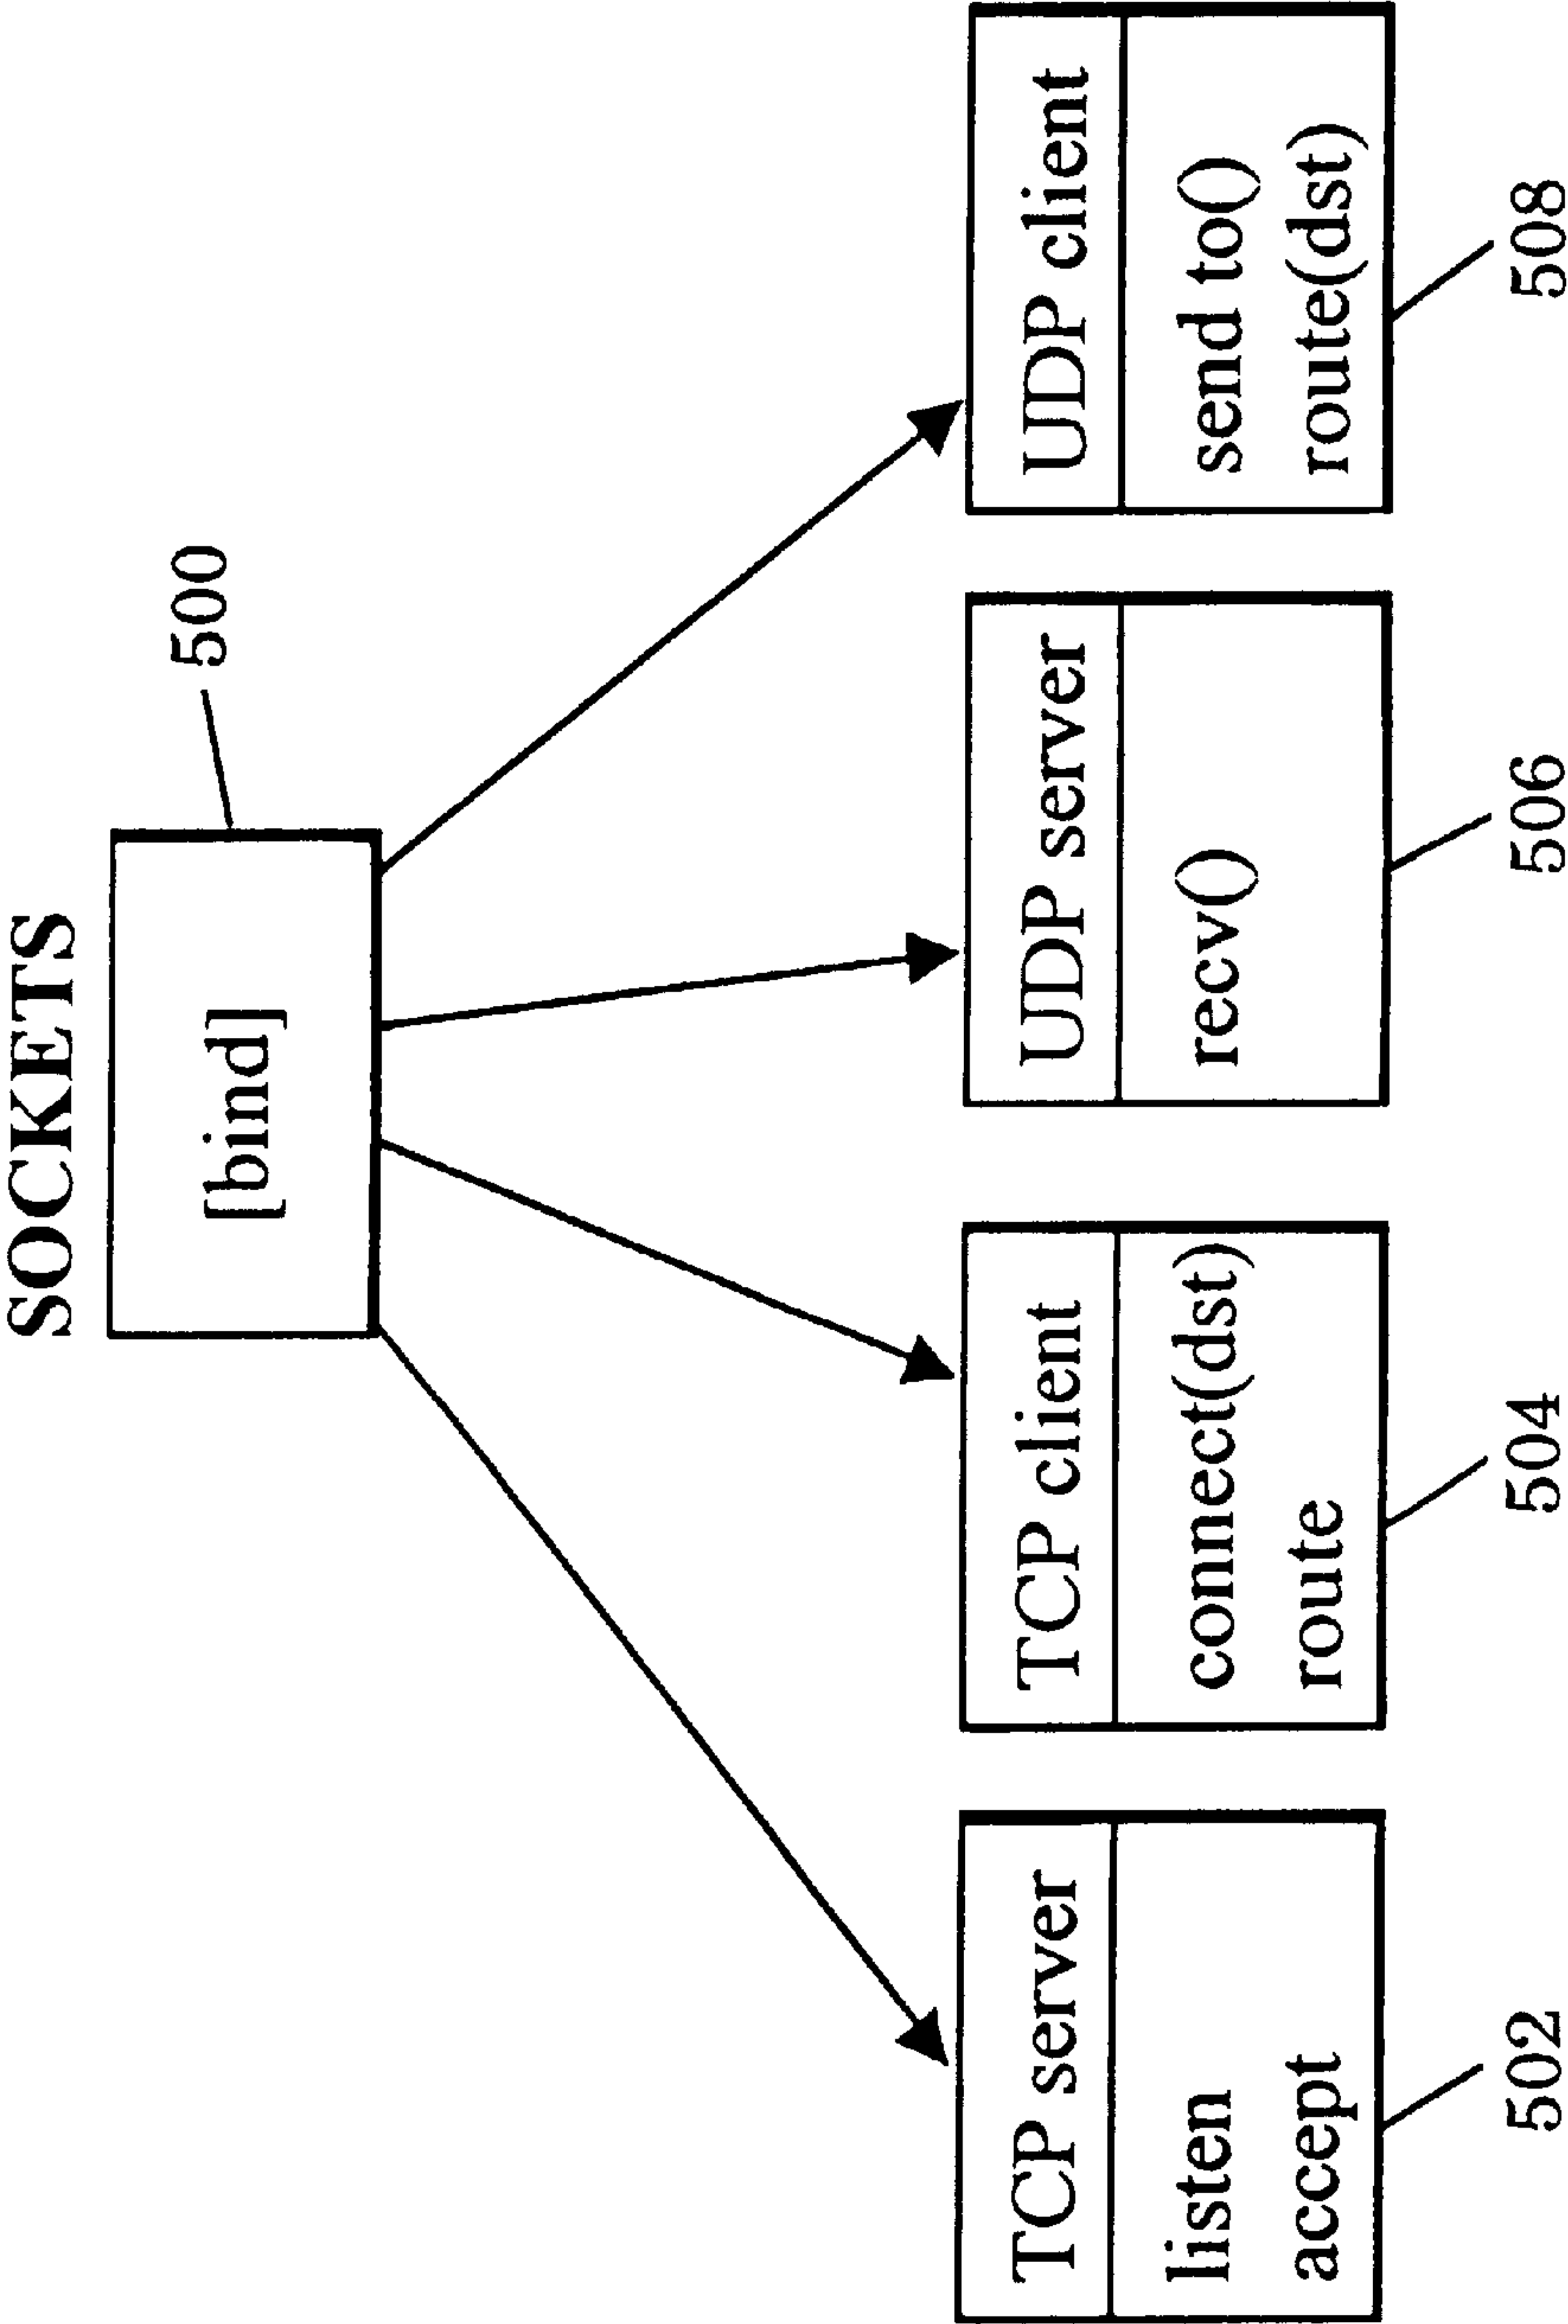 SOCKETS
500
[bind]
TCP server
listen
accept
502
TCP client
connect(dst)
route
504
UDP server
recv()
506
UDP client
send to()
route(dst)
508